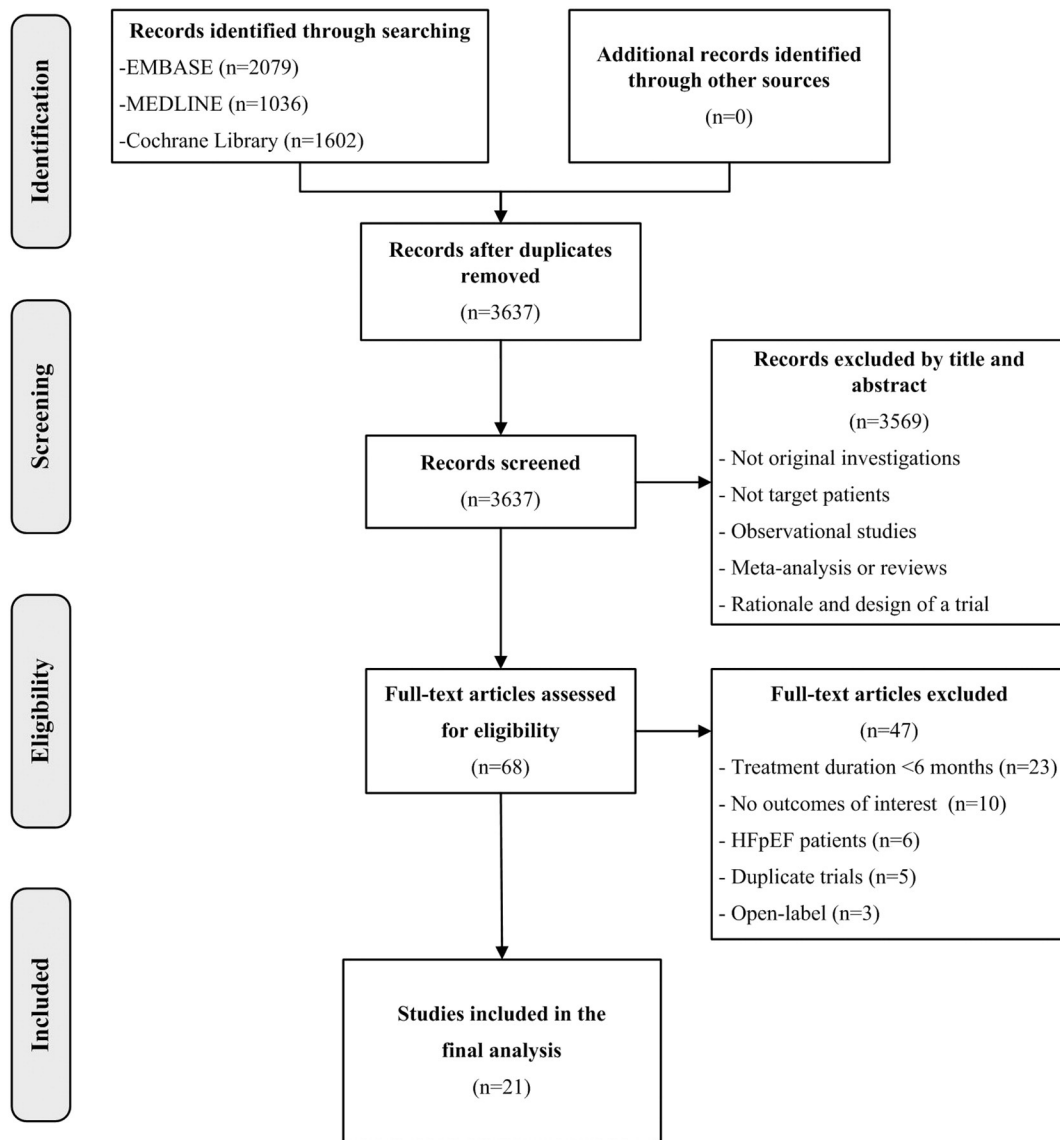 Identification
Records identified through searching
-EMBASE (n=2079)
-MEDLINE (n=1036)
-Cochrane Library (n=1602)
Additional records identified
through other sources
(n=0)
Records after duplicates
removed
(n=3637)
Screening
Records screened
(n=3637)
Records excluded by title and
abstract
(n=3569)
- Not original investigations
- Not target patients
- Observational studies
- Meta-analysis or reviews
- Rationale and design of a trial
Eligibility
Full-text articles assessed
for eligibility
(n=68)
Full-text articles excluded
(n=47)
- Treatment duration <6 months (n=23)
- No outcomes of interest (n=10)
- HFpEF patients (n=6)
- Duplicate trials (n=5)
- Open-label (n=3)
Included
Studies included in the
final analysis
(n=21)